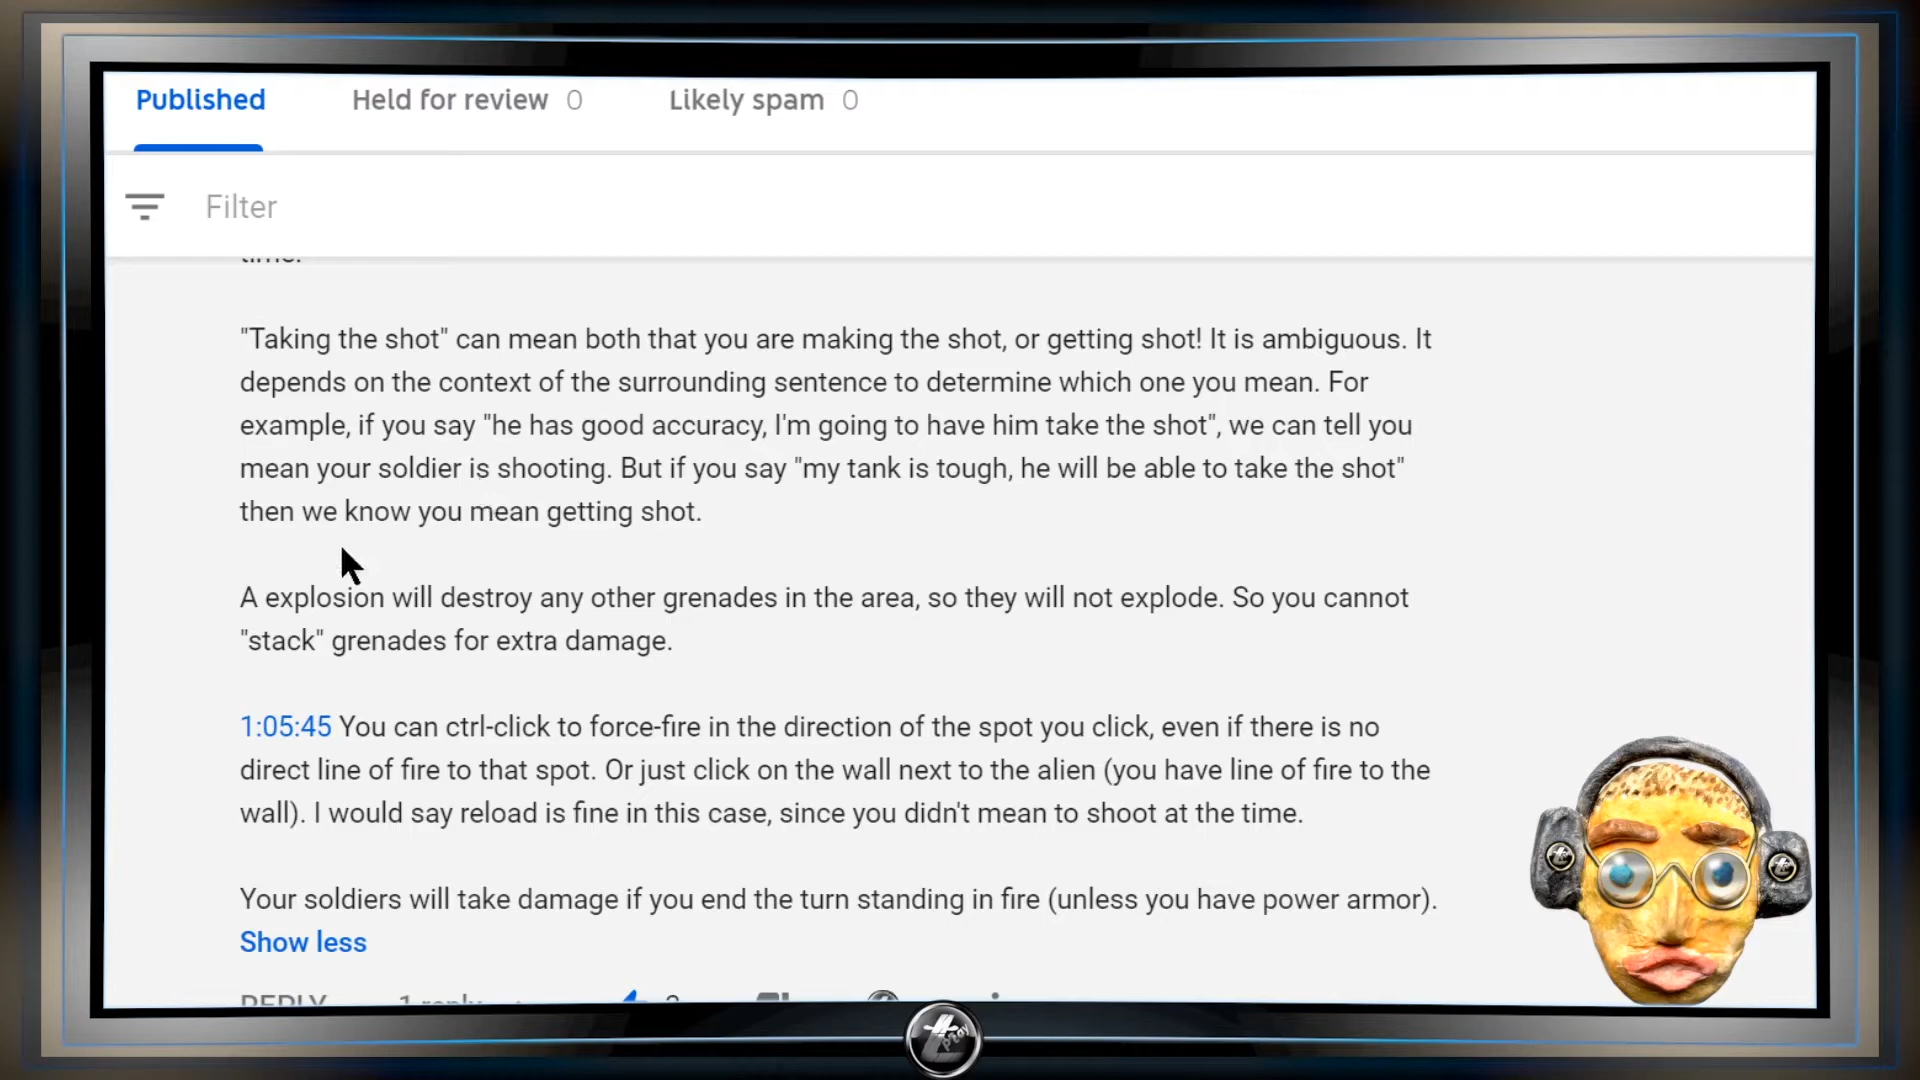 Published Held for review 0 Likely spam 0
Filter
time.
"Taking the shot" can mean both that you are making the shot, or getting shot! It is ambiguous. It
depends on the context of the surrounding sentence to determine which one you mean. For
example, if you say "he has good accuracy, I'm going to have him take the shot", we can tell you
mean your soldier is shooting. But if you say "my tank is tough, he will be able to take the shot"
then we know you mean getting shot.
A explosion will destroy any other grenades in the area, so they will not explode. So you cannot
"stack" grenades for extra damage.
1:05:45 You can ctrl-click to force-fire in the direction of the spot you click, even if there is no
direct line of fire to that spot. Or just click on the wall next to the alien (you have line of fire to the
wall). I would say reload is fine in this case, since you didn't mean to shoot at the time.
Your soldiers will take damage if you end the turn standing in fire (unless you have power armor).
Show less
REPLY 1 reply